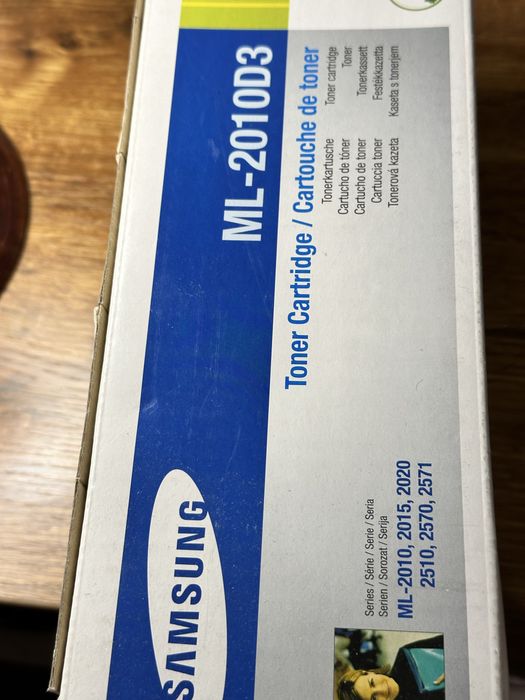 SAMSUNG
ML-2010D3
Toner Cartridge / Cartouche de toner
Tonerkartusche Toner cartridge
Cartucho de tóner Toner
Cartucho de toner Tonerkassett
Cartuccia toner Festékkazetta
Tonerová kazeta Kaseta s tonerjem
Series / Série / Serie / Seria
Serien / Sorozat / Serija
ML-2010, 2015, 2020
2510, 2570, 2571